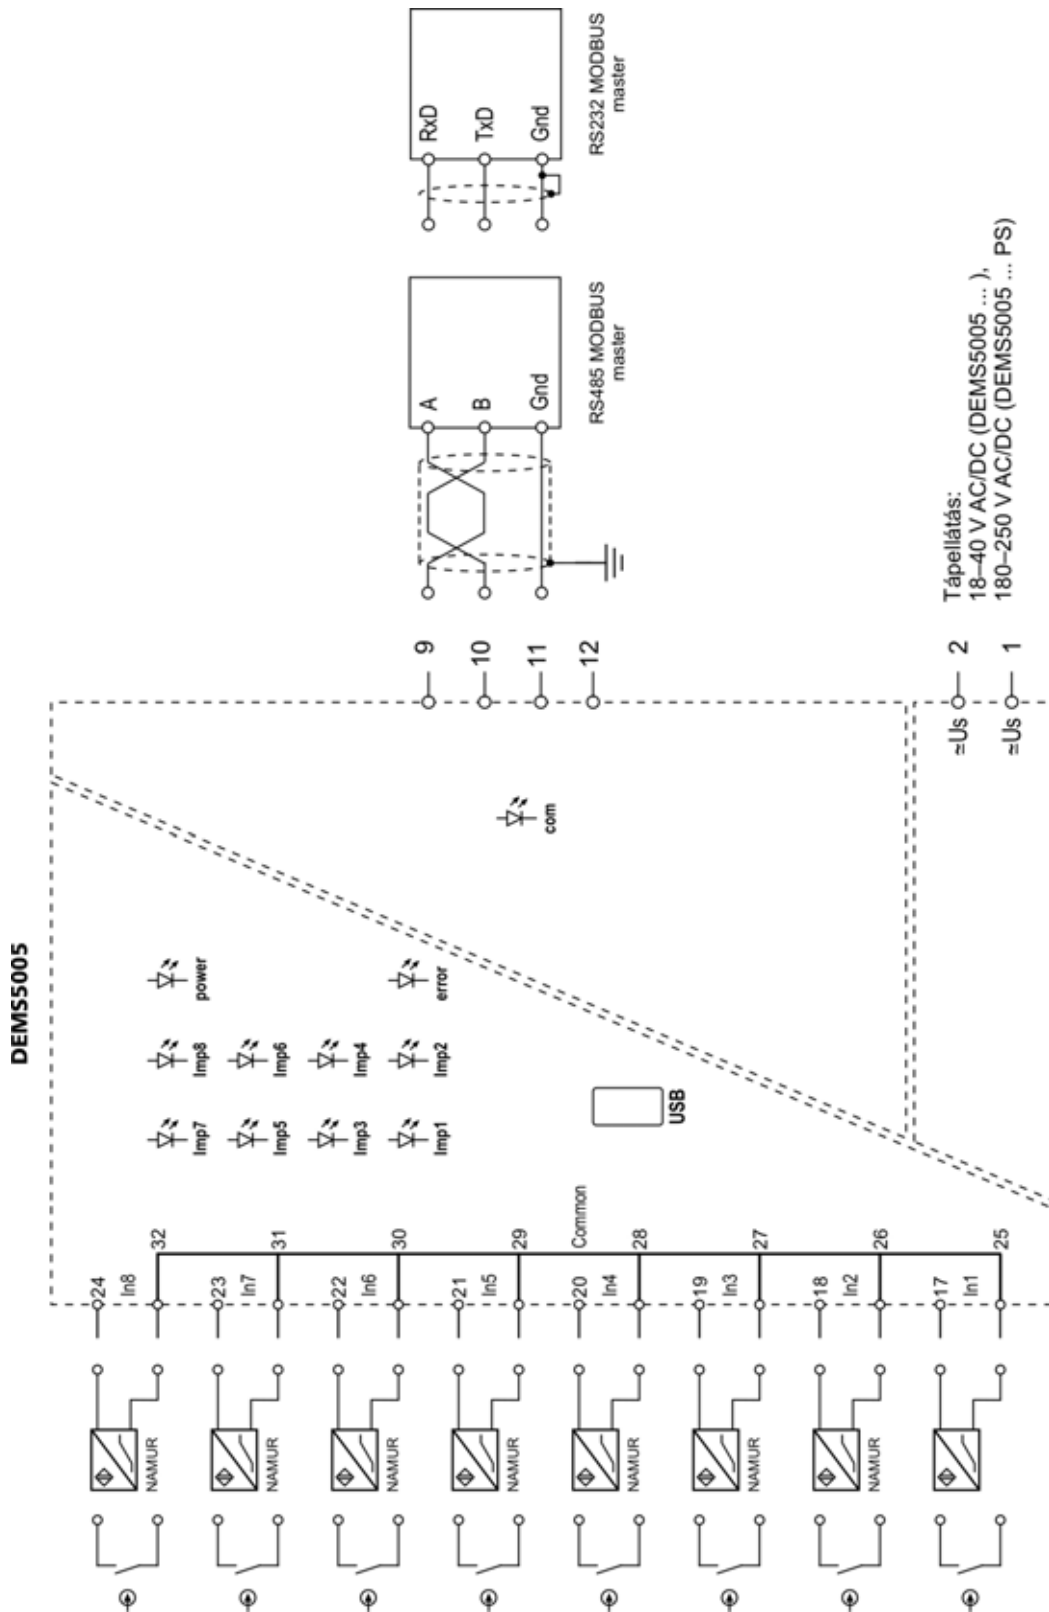 DEMS5005
RxD
TxD
Gnd
RS232 MODBUS
master
A
B
Gnd
RS485 MODBUS
master
Tápellátás:
18–40 V AC/DC (DEMS5005 ... ),
180–250 V AC/DC (DEMS5005 ... PS)
9
10
11
12
2
1
≂Us
≂Us
com
power
error
Imp8
Imp6
Imp4
Imp2
Imp7
Imp5
Imp3
Imp1
USB
Common
32
31
30
29
28
27
26
25
24
In8
23
In7
22
In6
21
In5
20
In4
19
In3
18
In2
17
In1
NAMUR
NAMUR
NAMUR
NAMUR
NAMUR
NAMUR
NAMUR
NAMUR